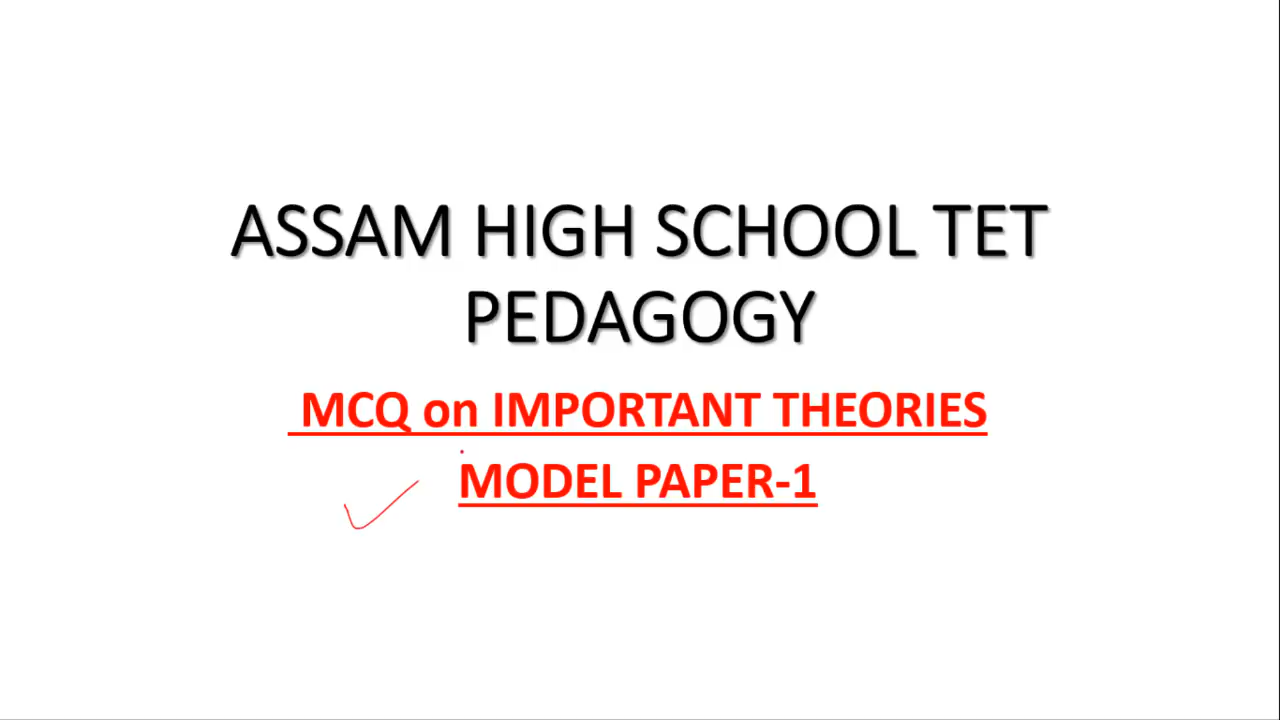 ASSAM HIGH SCHOOL TET
PEDAGOGY
MCQ on IMPORTANT THEORIES
MODEL PAPER-1